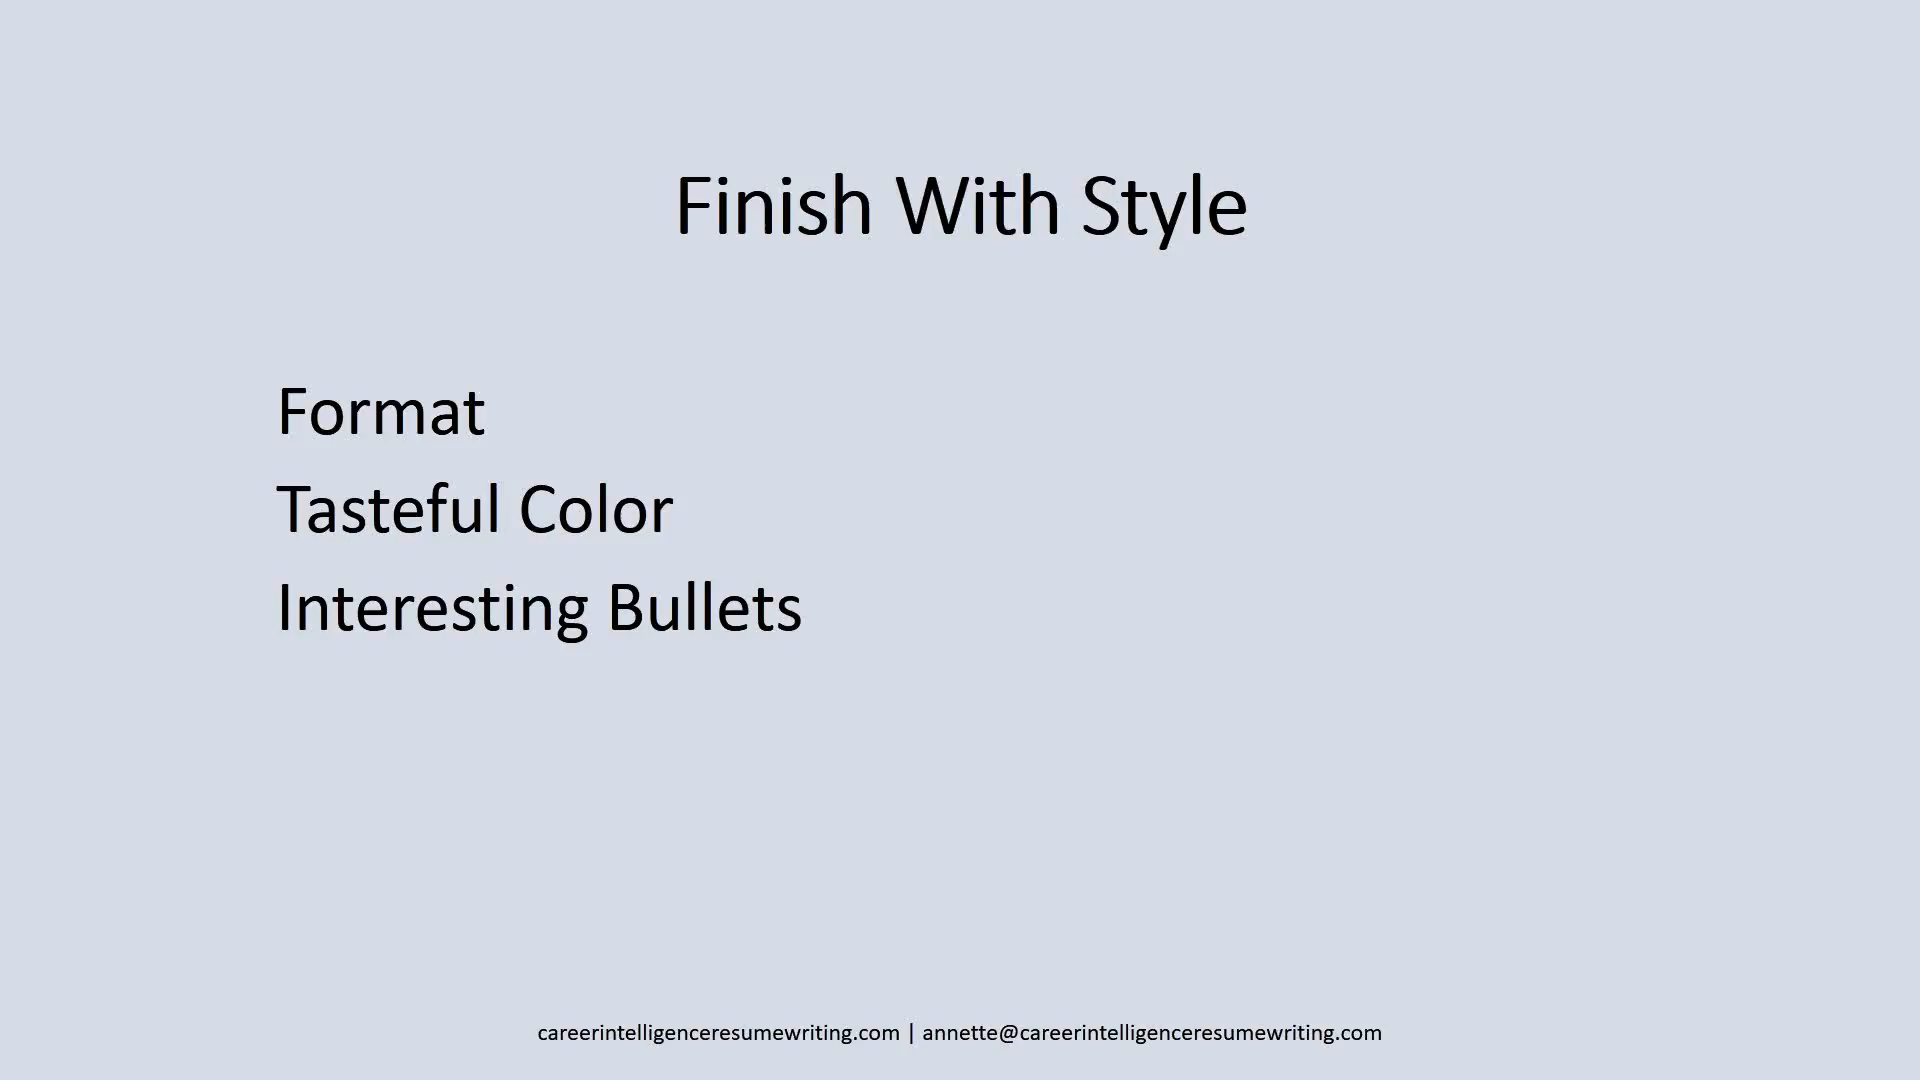 Finish With Style
Format
Tasteful Color
Interesting Bullets
careerintelligenceresumewriting.com | annette@careerintelligenceresumewriting.com